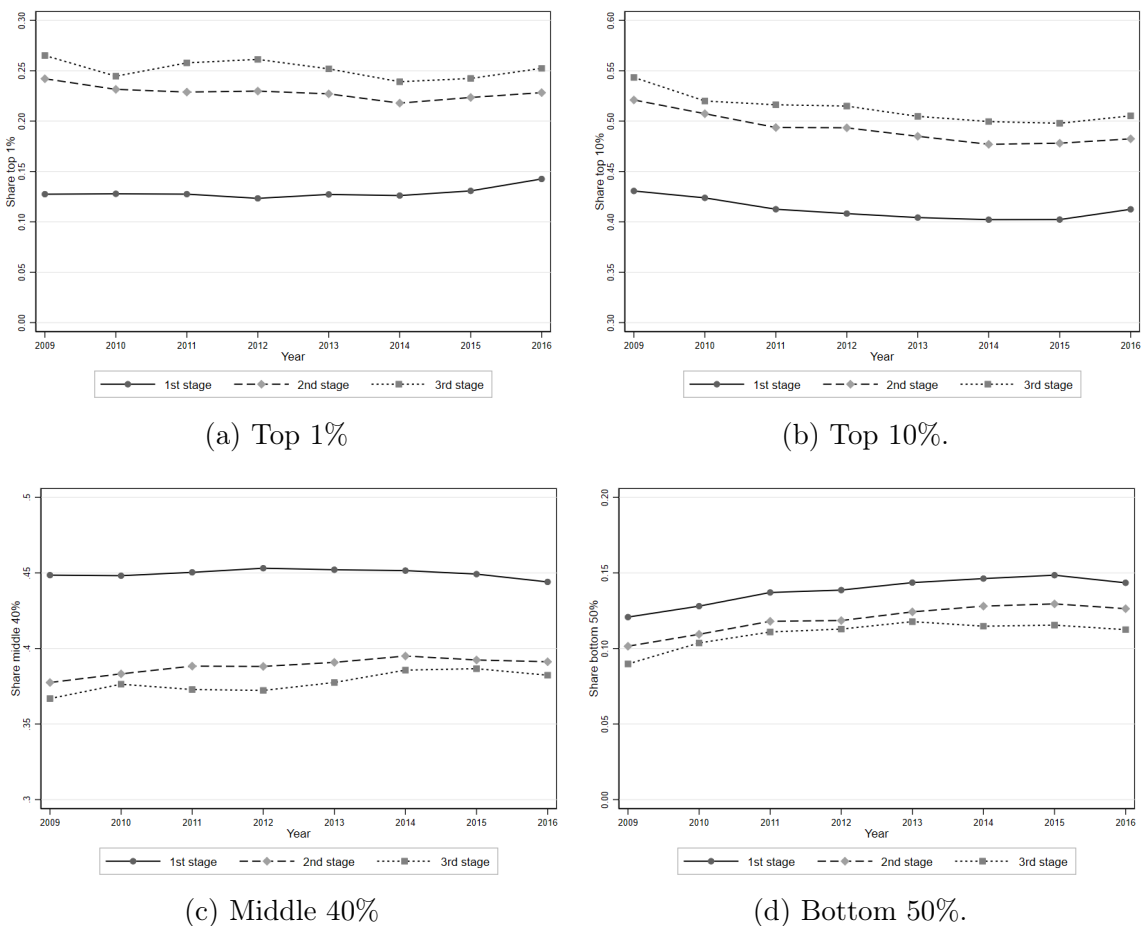 0.30
0.25
0.20
0.15
0.10
0.05
0.00
Share top 1%
2009 2010 2011 2012 2013 2014 2015 2016
Year
1st stage 2nd stage 3rd stage
(a) Top 1%
0.60
0.55
0.50
0.45
0.40
0.35
0.30
Share top 10%
2009 2010 2011 2012 2013 2014 2015 2016
Year
1st stage 2nd stage 3rd stage
(b) Top 10%.
.5
.45
.4
.35
.3
Share middle 40%
2009 2010 2011 2012 2013 2014 2015 2016
Year
1st stage 2nd stage 3rd stage
(c) Middle 40%
0.20
0.15
0.10
0.05
0.00
Share bottom 50%
2009 2010 2011 2012 2013 2014 2015 2016
Year
1st stage 2nd stage 3rd stage
(d) Bottom 50%.